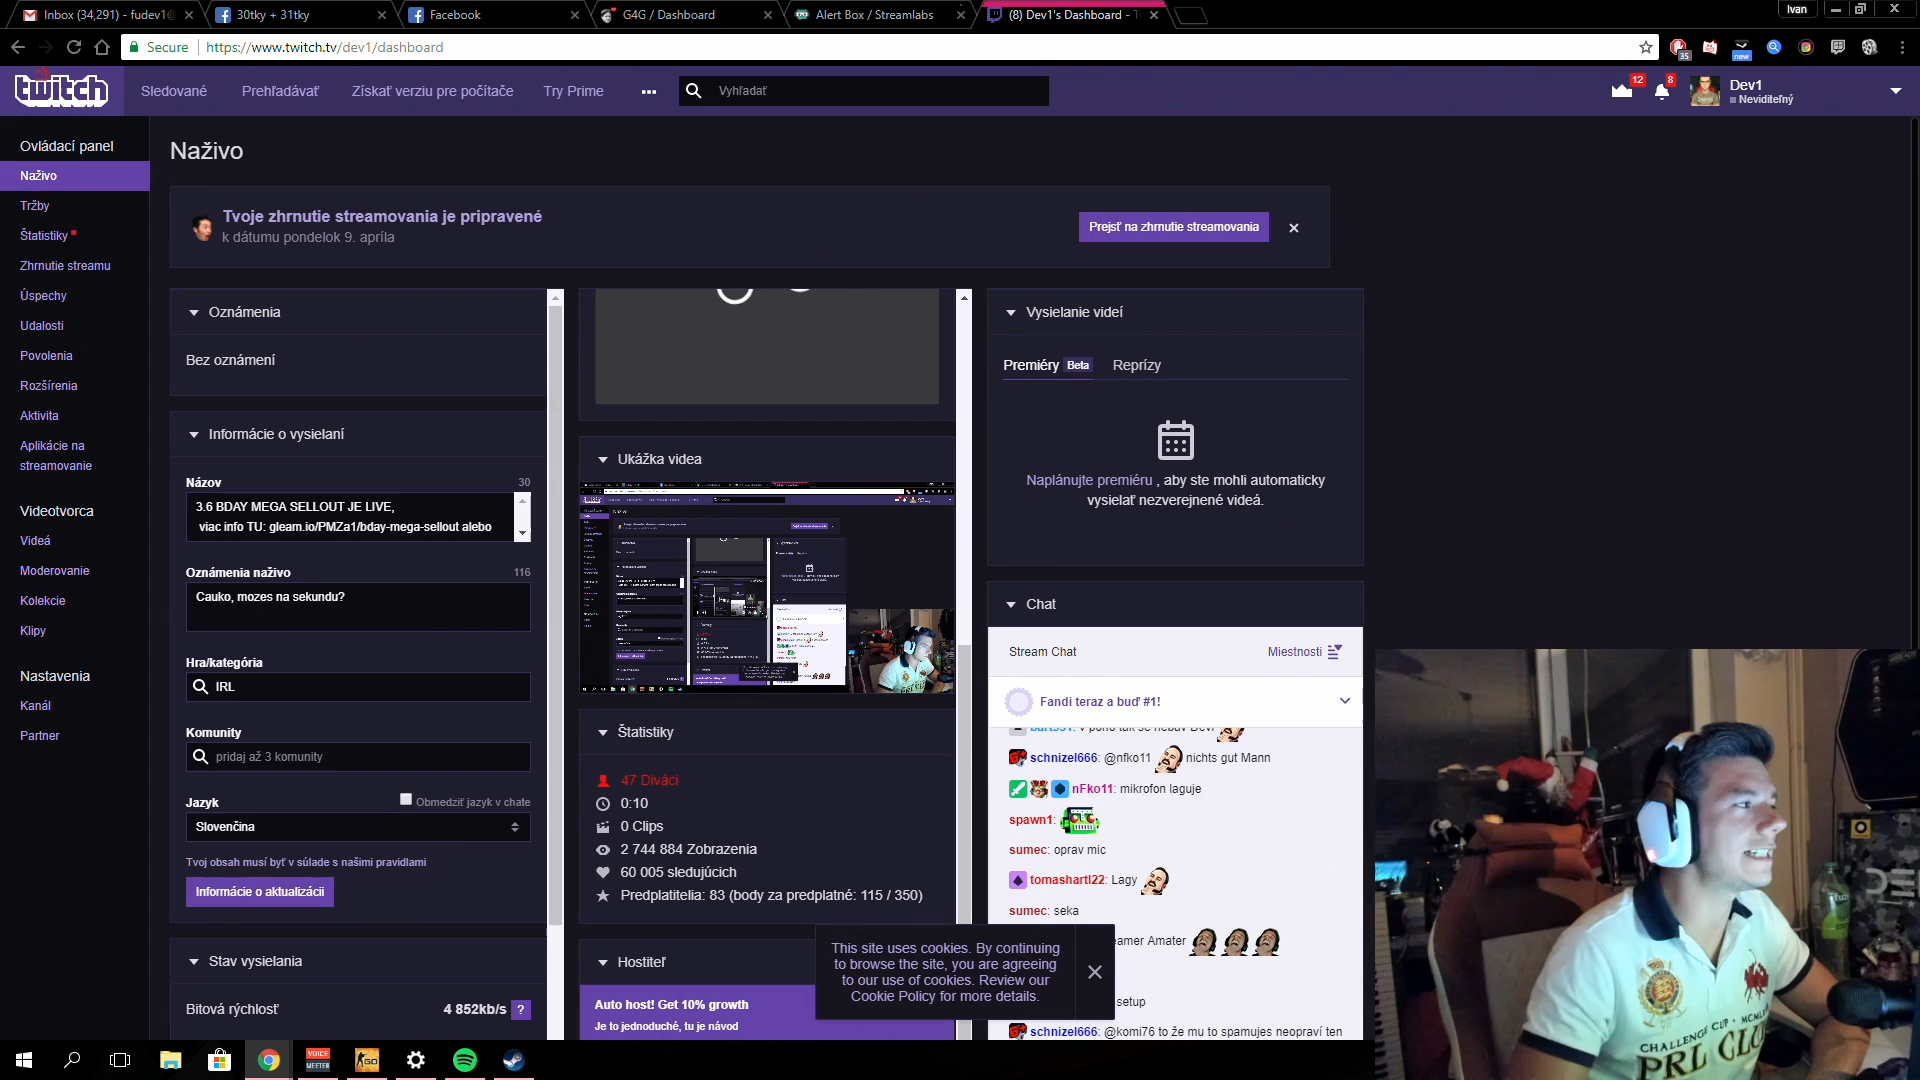 Inbox (34,291) - fudev1@
30tky + 31tky
Facebook
G4G / Dashboard
Alert Box / Streamlabs
(8) Dev1's Dashboard - T
Ivan
Secure
https://www.twitch.tv/dev1/dashboard
35
new
twitch
Sledované
Prehľadávať
Získať verziu pre počítače
Try Prime
Vyhľadať
12
8
Dev1
Neviditeľný
Ovládací panel
Naživo
Tržby
Štatistiky
Zhrnutie streamu
Úspechy
Udalosti
Povolenia
Rozšírenia
Aktivita
Aplikácie na
streamovanie
Videotvorca
Videá
Moderovanie
Kolekcie
Klipy
Nastavenia
Kanál
Partner
Naživo
Tvoje zhrnutie streamovania je pripravené
k dátumu pondelok 9. apríla
Prejsť na zhrnutie streamovania
Oznámenia
Bez oznámení
Informácie o vysielaní
Názov
30
3.6 BDAY MEGA SELLOUT JE LIVE,
viac info TU: gleam.io/PMZa1/bday-mega-sellout alebo
Oznámenia naživo
116
Cauko, mozes na sekundu?
Hra/kategória
IRL
Komunity
pridaj až 3 komunity
Jazyk
Obmedziť jazyk v chate
Slovenčina
Tvoj obsah musí byť v súlade s našimi pravidlami
Informácie o aktualizácii
Stav vysielania
Bitová rýchlosť
4 852kb/s
?
Ukážka videa
Štatistiky
47 Diváci
0:10
0 Clips
2 744 884 Zobrazenia
60 005 sledujúcich
Predplatitelia: 83 (body za predplatné: 115 / 350)
Hostiteľ
Auto host! Get 10% growth
Je to jednoduché, tu je návod
This site uses cookies. By continuing
to browse the site, you are agreeing
to our use of cookies. Review our
Cookie Policy for more details.
Vysielanie videí
Premiéry
Beta
Reprízy
Naplánujte premiéru , aby ste mohli automaticky
vysielať nezverejnené videá.
Chat
Stream Chat
Miestnosti
Fandi teraz a buď #1!
schnizel666: @nfko11 nichts gut Mann
nFko11: mikrofon laguje
spawn1:
sumec: oprav mic
tomashartl22: Lagy
sumec: seka
eamer Amater
setup
schnizel666: @komi76 to že mu to spamujes neopraví ten
VOICE
MEETER
GO
CHALLENGE CUP
PRL CLU